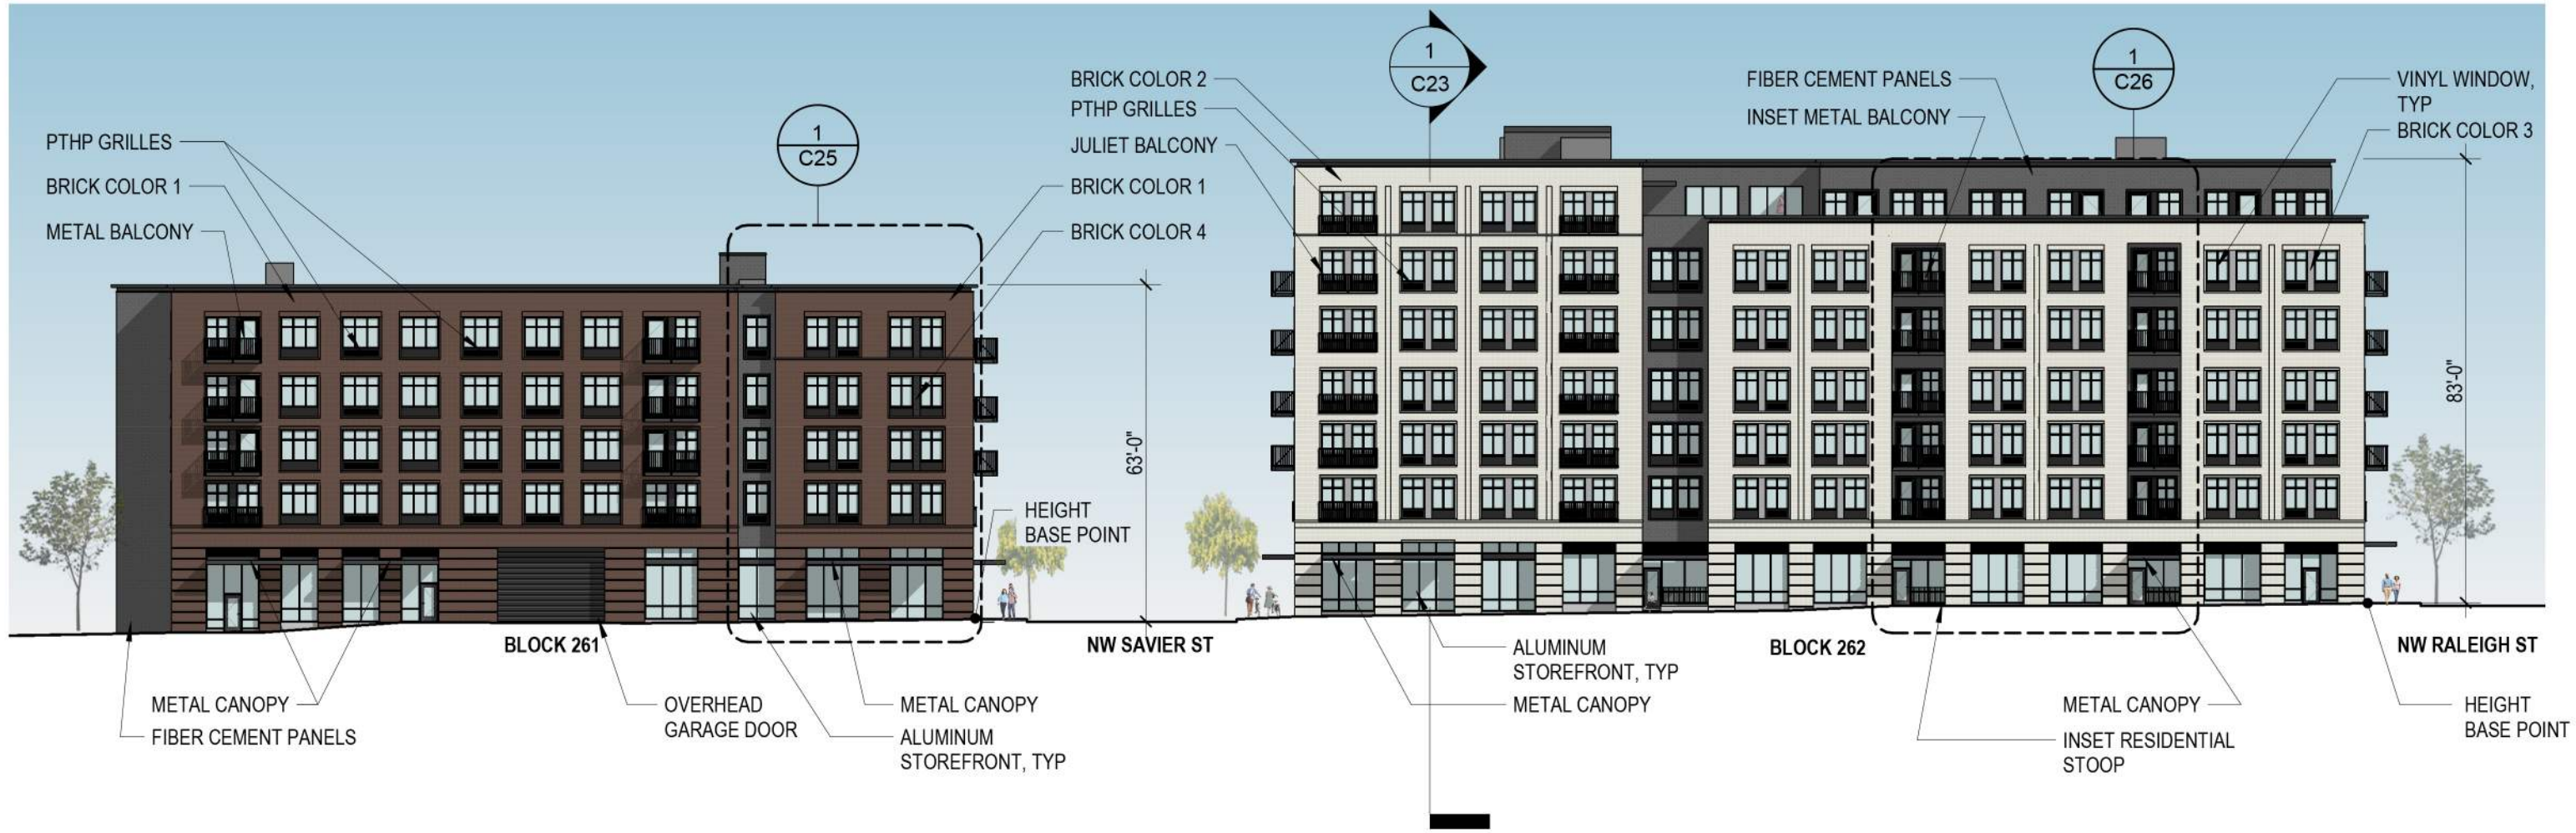 PTHP GRILLES
BRICK COLOR 1
METAL BALCONY
1
C25
BRICK COLOR 2
PTHP GRILLES
JULIET BALCONY
BRICK COLOR 1
BRICK COLOR 4
1
C23
FIBER CEMENT PANELS
INSET METAL BALCONY
1
C26
VINYL WINDOW,
TYP
BRICK COLOR 3
63'-0"
83'-0"
HEIGHT
BASE POINT
BLOCK 261
NW SAVIER ST
BLOCK 262
NW RALEIGH ST
METAL CANOPY
FIBER CEMENT PANELS
OVERHEAD
GARAGE DOOR
METAL CANOPY
ALUMINUM
STOREFRONT, TYP
ALUMINUM
STOREFRONT, TYP
METAL CANOPY
METAL CANOPY
INSET RESIDENTIAL
STOOP
HEIGHT
BASE POINT